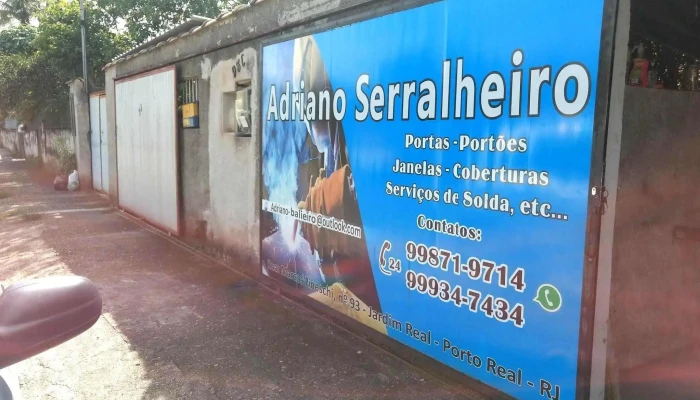 Adriano Serralheiro
Portas - Portões
Janelas - Coberturas
Serviços de Solda, etc...
Contatos:
24
99871-9714
99934-7434
Adriano-balieiro@outlook.com
nº 93 - Jardim Real - Porto Real - RJ